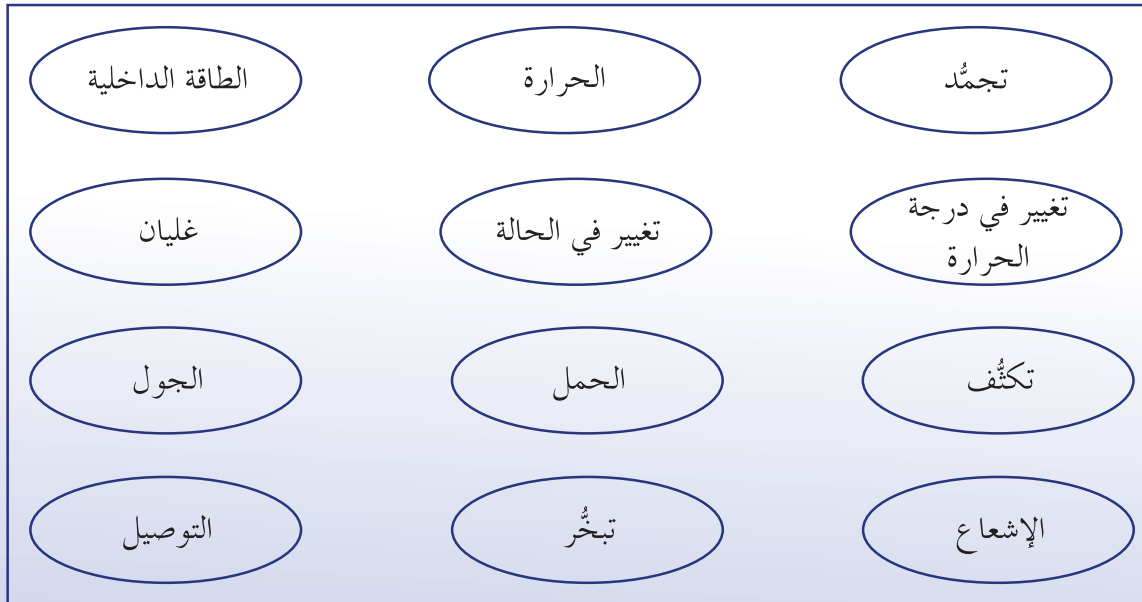 تجمُّد
الحرارة
الطاقة الداخلية
تغيير في درجة
الحرارة
تغيير في الحالة
غليان
تكثُّف
الحمل
الجول
الإشعاع
تبخُّر
التوصيل